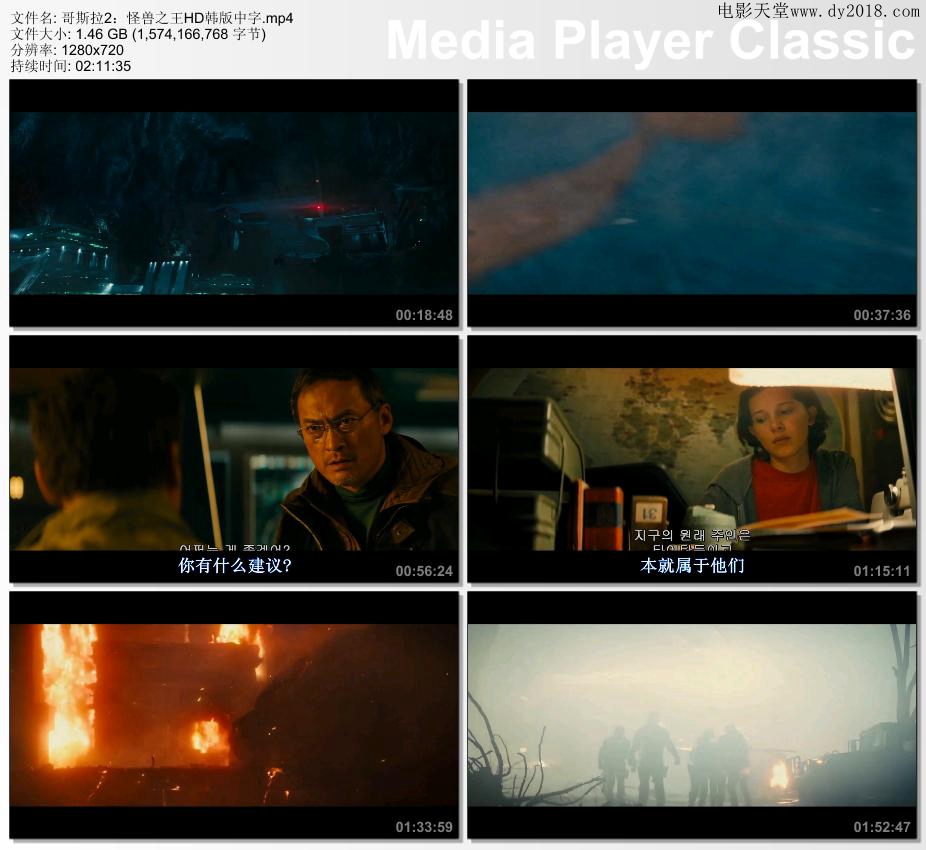 文件名: 哥斯拉2：怪兽之王HD韩版中字.mp4
电影天堂www.dy2018.com
文件大小: 1.46 GB (1,574,166,768 字节)
分辨率: 1280x720
持续时间: 02:11:35
Media Player Classic
00:18:48
00:37:36
你有什么建议?
00:56:24
31
지구의 원래 주인은
本就属于他们
01:15:11
01:33:59
01:52:47